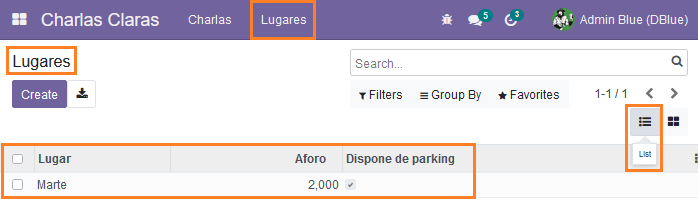 Charlas Claras Charlas Lugares 5 3 Admin Blue (DBlue)
Lugares Search...
Create Filters Group By Favorites 1-1 / 1
List
Lugar Aforo Dispone de parking
Marte 2,000